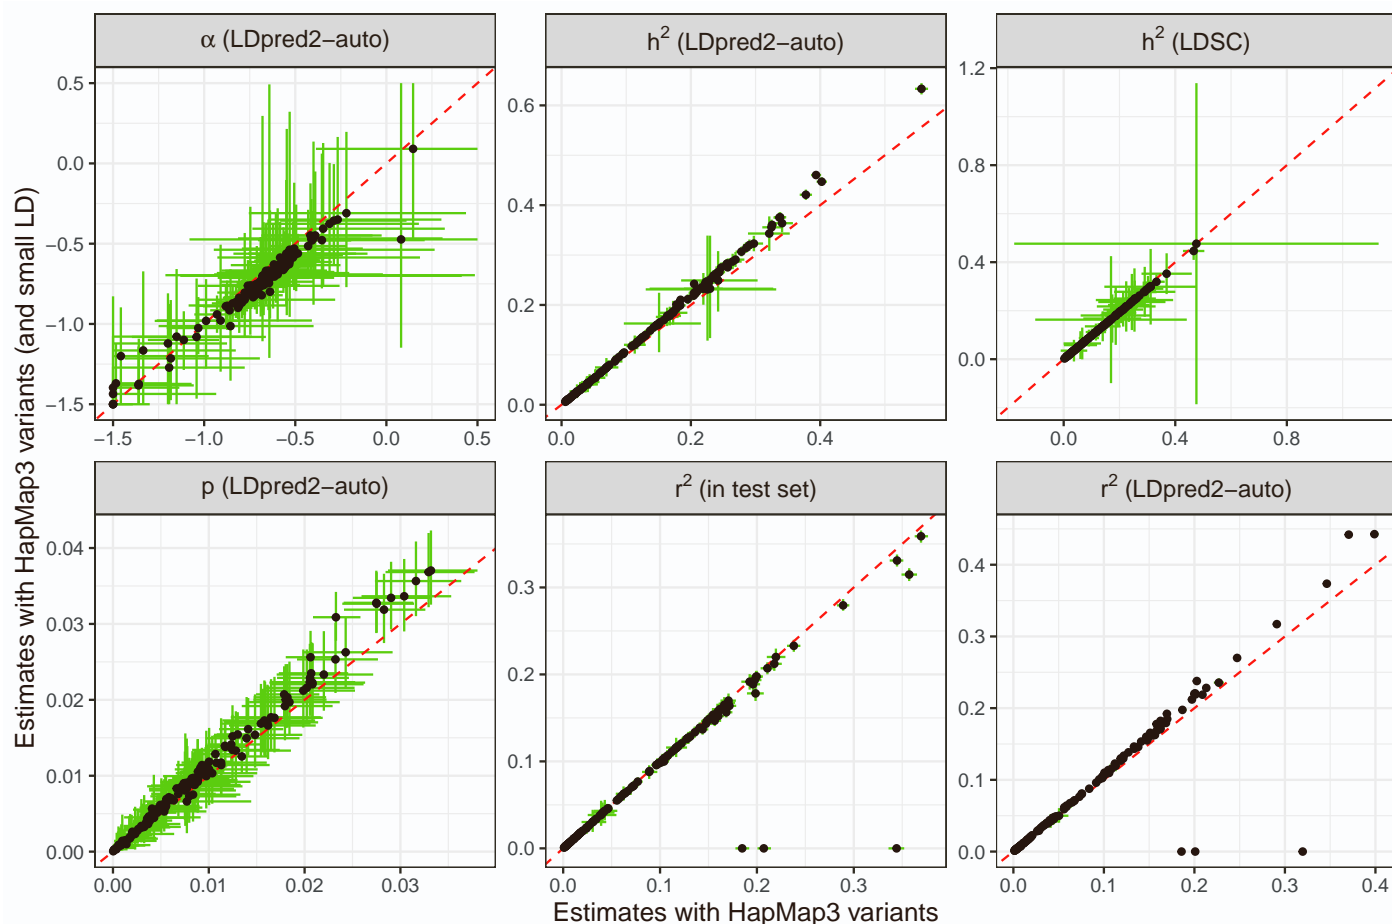 α (LDpred2−auto)
h² (LDpred2−auto)
h² (LDSC)
0.5
0.0
−0.5
−1.0
−1.5
−1.5 −1.0 −0.5 0.0 0.5
0.6
0.4
0.2
0.0
0.0 0.2 0.4
1.2
0.8
0.4
0.0
0.0 0.4 0.8
p (LDpred2−auto)
r² (in test set)
r² (LDpred2−auto)
0.04
0.03
0.02
0.01
0.00
0.00 0.01 0.02 0.03
0.3
0.2
0.1
0.0
0.0 0.1 0.2 0.3
0.4
0.3
0.2
0.1
0.0
0.0 0.1 0.2 0.3 0.4
Estimates with HapMap3 variants (and small LD)
Estimates with HapMap3 variants